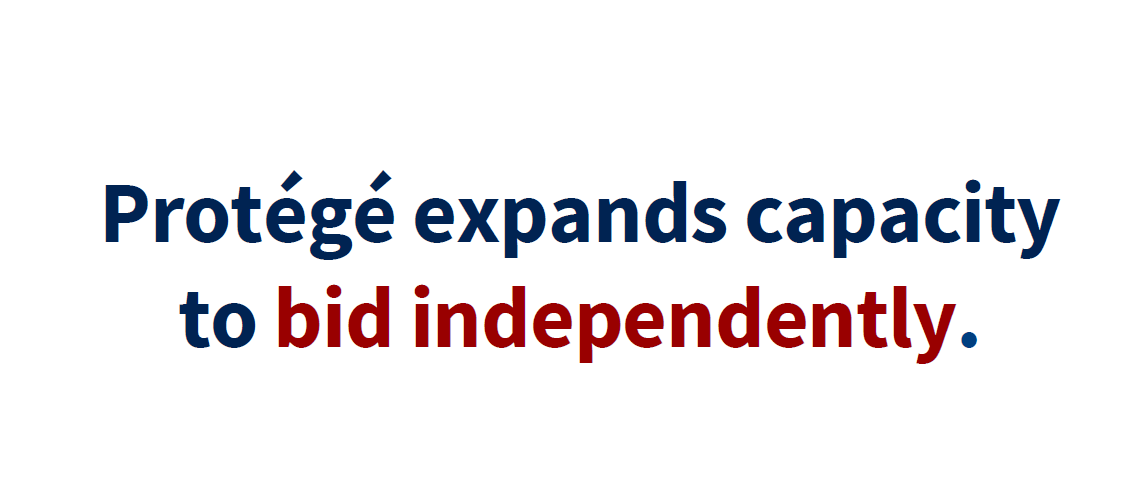 Protégé expands capacity
to bid independently.